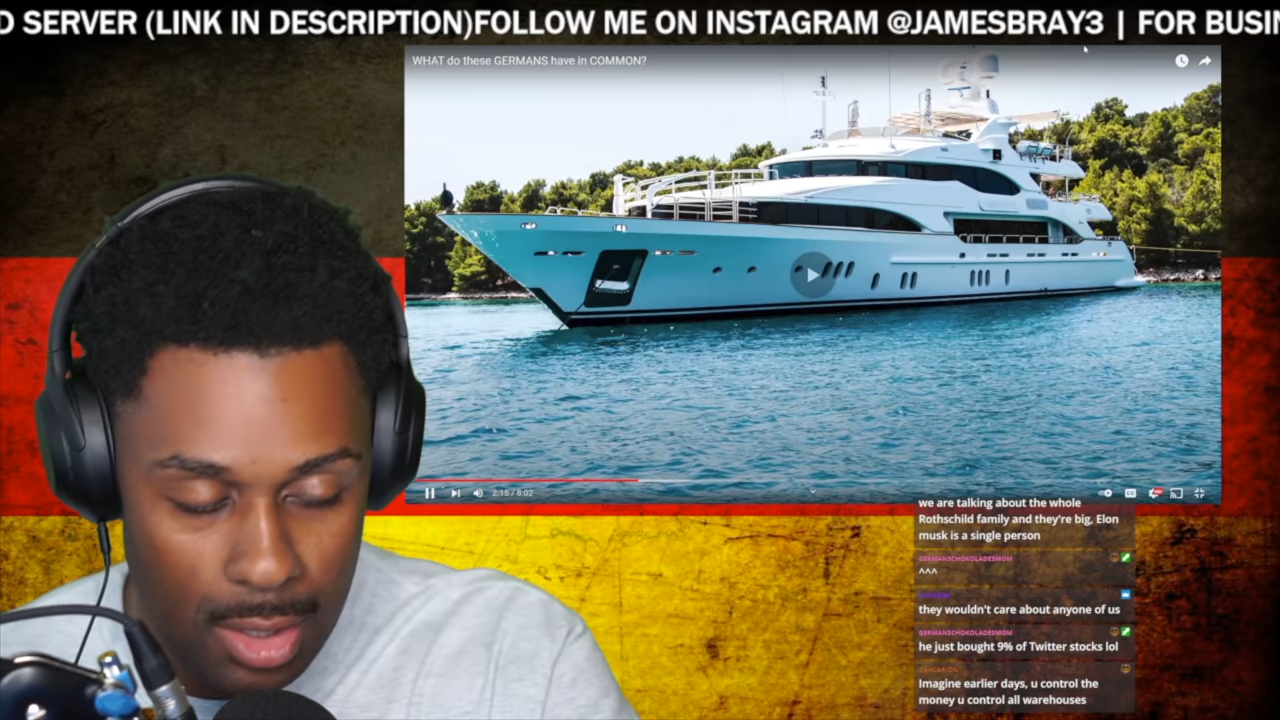 D SERVER (LINK IN DESCRIPTION)FOLLOW ME ON INSTAGRAM @JAMESBRAY3 | FOR BUSIN
WHAT do these GERMANS have in COMMON?
2:15 / 8:02
we are talking about the whole
Rothschild family and they're big, Elon
musk is a single person
GERMANSCHOKOLADESMOM
^^^
they wouldn't care about anyone of us
GERMANSCHOKOLADESMOM
he just bought 9% of Twitter stocks lol
Imagine earlier days, u control the
money u control all warehouses